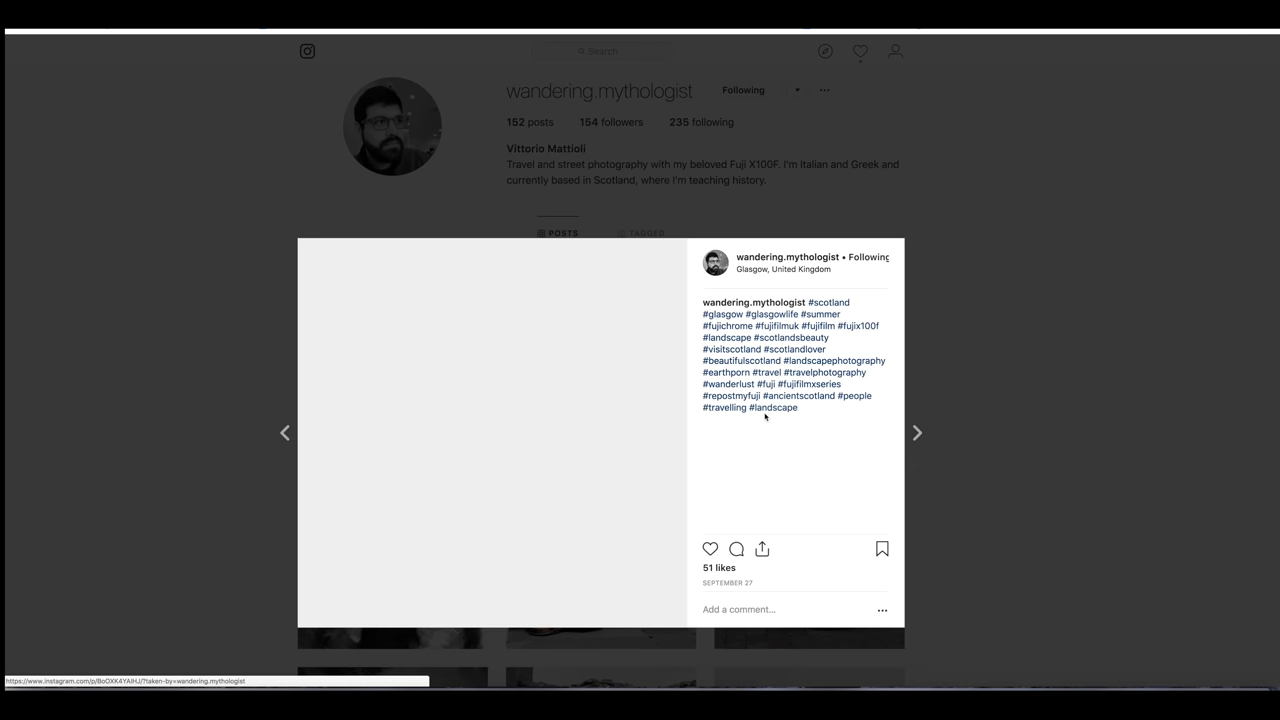 Search
wandering.mythologist Following
152 posts 154 followers 235 following
Vittorio Mattioli
Travel and street photography with my beloved Fuji X100F. I'm Italian and Greek and
currently based in Scotland, where I'm teaching history.
POSTS TAGGED
wandering.mythologist • Following
Glasgow, United Kingdom
wandering.mythologist #scotland
#glasgow #glasgowlife #summer
#fujichrome #fujifilmuk #fujifilm #fujix100f
#landscape #scotlandsbeauty
#visitscotland #scotlandlover
#beautifulscotland #landscapephotography
#earthporn #travel #travelphotography
#wanderlust #fuji #fujifilmxseries
#repostmyfuji #ancientscotland #people
#travelling #landscape
51 likes
SEPTEMBER 27
Add a comment...
https://www.instagram.com/p/BoOXK4YAIHJ/?taken-by=wandering.mythologist